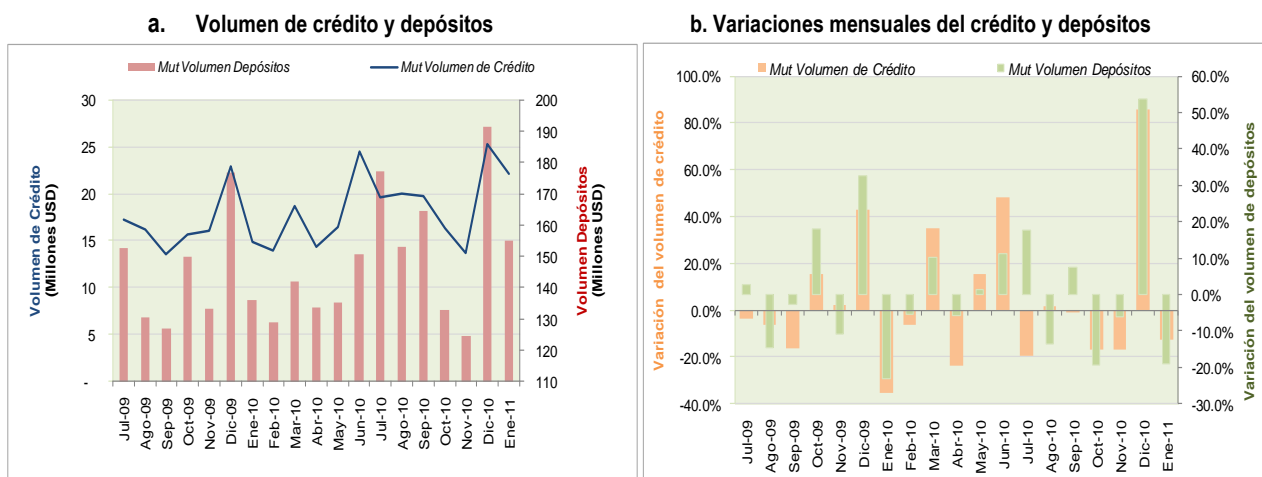 a. Volumen de crédito y depósitos
Mut Volumen Depósitos
Mut Volumen de Crédito
30
25
20
15
10
5
-
Volumen de Crédito
(Millones USD)
200
190
180
170
160
150
140
130
120
110
Volumen Depósitos
(Millones USD)
Jul-09
Ago-09
Sep-09
Oct-09
Nov-09
Dic-09
Ene-10
Feb-10
Mar-10
Abr-10
May-10
Jun-10
Jul-10
Ago-10
Sep-10
Oct-10
Nov-10
Dic-10
Ene-11
b. Variaciones mensuales del crédito y depósitos
Mut Volumen de Crédito
Mut Volumen Depósitos
100.0%
80.0%
60.0%
40.0%
20.0%
0.0%
-20.0%
-40.0%
Variación del volumen de crédito
60.0%
50.0%
40.0%
30.0%
20.0%
10.0%
0.0%
-10.0%
-20.0%
-30.0%
Variación del volumen de depósitos
Jul-09
Ago-09
Sep-09
Oct-09
Nov-09
Dic-09
Ene-10
Feb-10
Mar-10
Abr-10
May-10
Jun-10
Jul-10
Ago-10
Sep-10
Oct-10
Nov-10
Dic-10
Ene-11